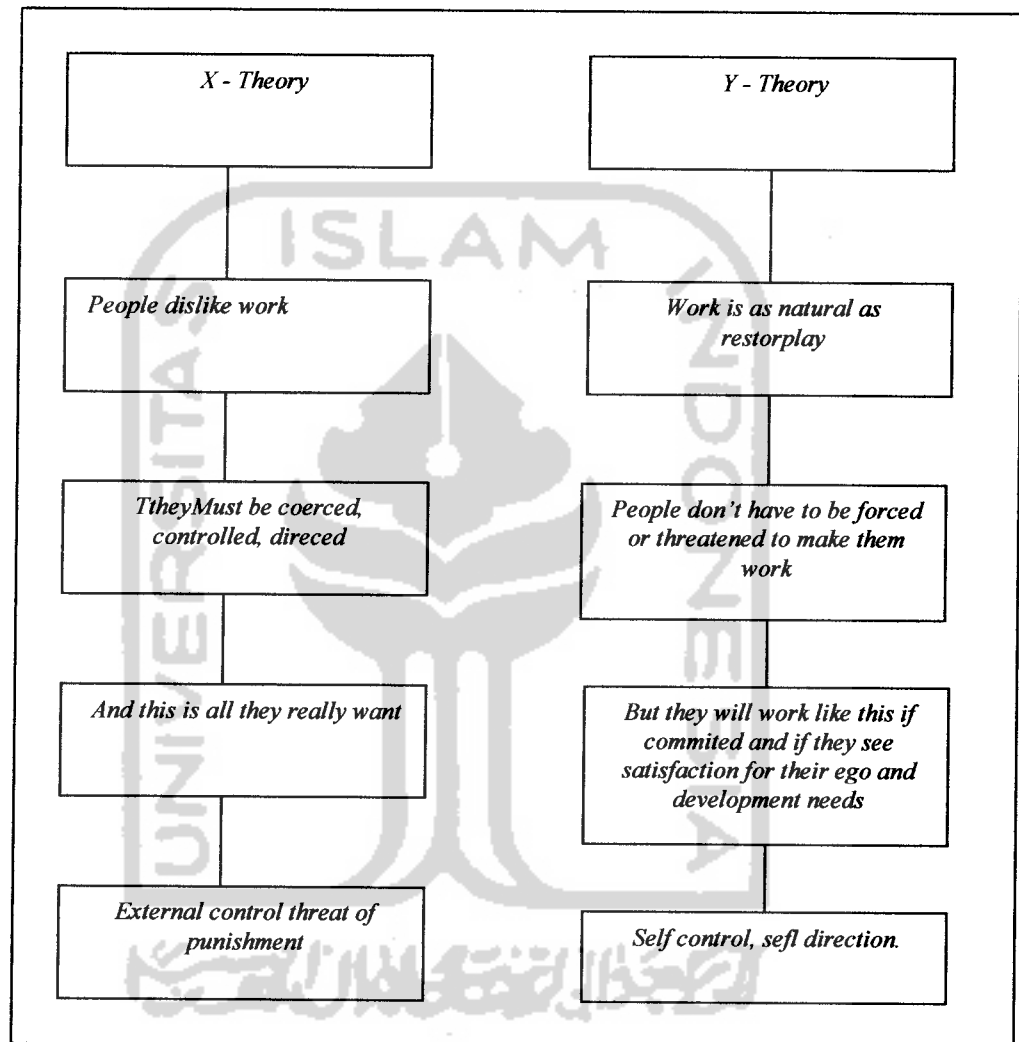 X - Theory
People dislike work
TtheyMust be coerced,
controlled, direced
And this is all they really want
External control threat of
punishment
Y - Theory
Work is as natural as
restorplay
People don't have to be forced
or threatened to make them
work
But they will work like this if
commited and if they see
satisfaction for their ego and
development needs
Self control, sefl direction.
UNIVERSITAS
ISLAM
INDONESIA